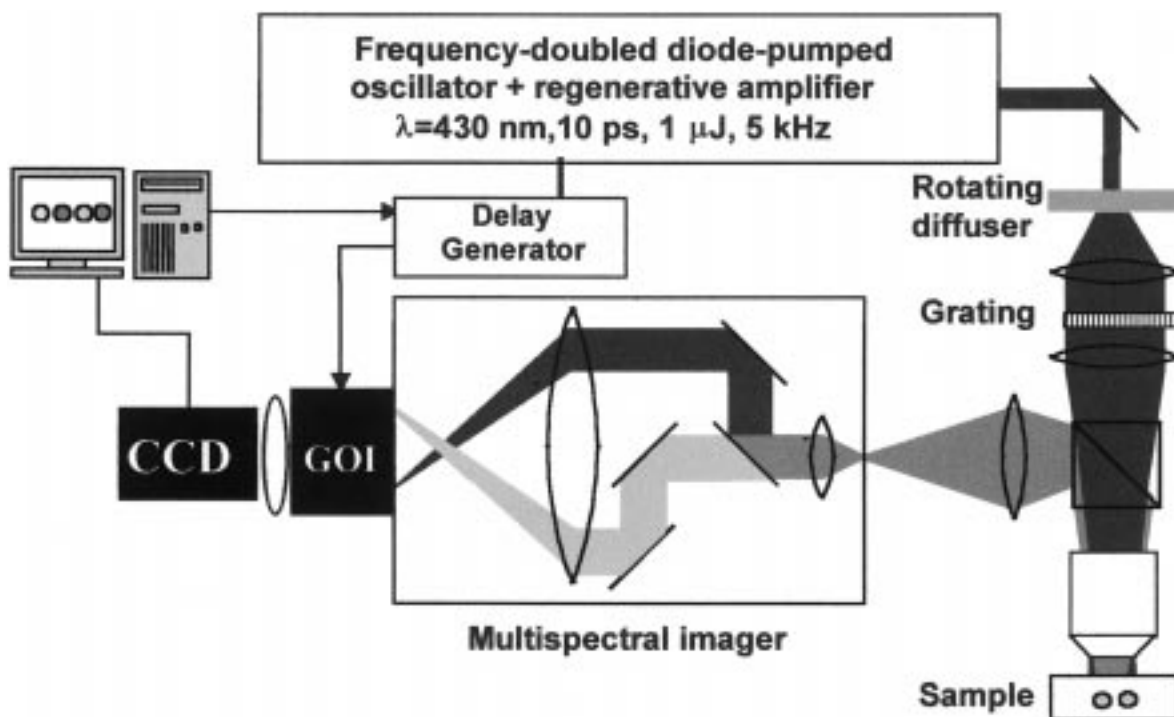 Frequency-doubled diode-pumped
oscillator + regenerative amplifier
λ=430 nm,10 ps, 1 μJ, 5 kHz
Rotating
diffuser
Delay
Generator
Grating
CCD
GOI
Multispectral imager
Sample